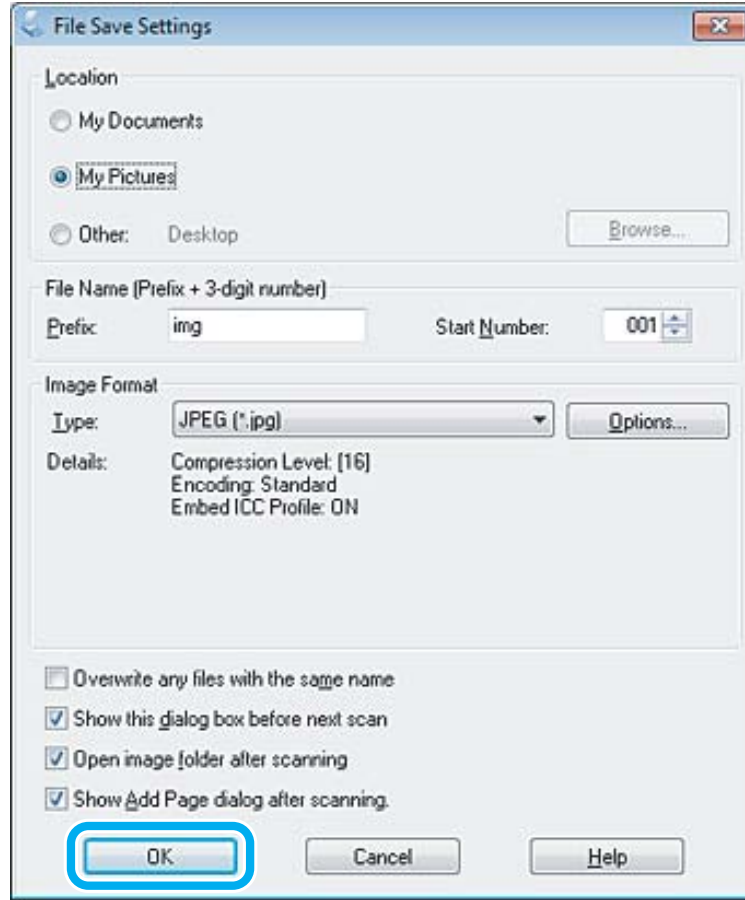 File Save Settings
Location
My Documents
My Pictures
Other: Desktop Browse...
File Name (Prefix + 3-digit number)
Prefix: img Start Number: 001
Image Format
Type: JPEG (*.jpg) Options...
Details: Compression Level: [16]
Encoding: Standard
Embed ICC Profile: ON
Overwrite any files with the same name
Show this dialog box before next scan
Open image folder after scanning
Show Add Page dialog after scanning.
OK Cancel Help